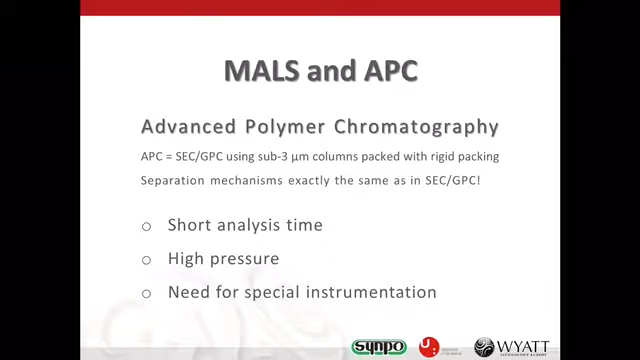 MALS and APC
Advanced Polymer Chromatography
APC = SEC/GPC using sub-3 µm columns packed with rigid packing
Separation mechanisms exactly the same as in SEC/GPC!
o Short analysis time
o High pressure
o Need for special instrumentation
synpo
WYATT